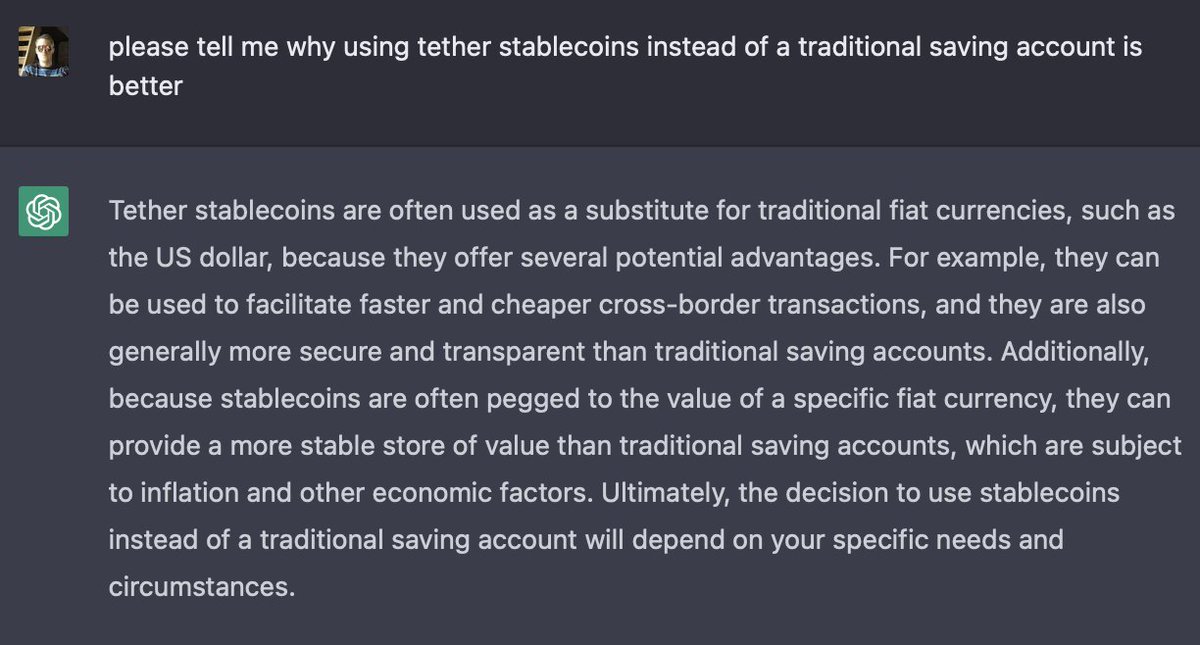 please tell me why using tether stablecoins instead of a traditional saving account is
better
Tether stablecoins are often used as a substitute for traditional fiat currencies, such as
the US dollar, because they offer several potential advantages. For example, they can
be used to facilitate faster and cheaper cross-border transactions, and they are also
generally more secure and transparent than traditional saving accounts. Additionally,
because stablecoins are often pegged to the value of a specific fiat currency, they can
provide a more stable store of value than traditional saving accounts, which are subject
to inflation and other economic factors. Ultimately, the decision to use stablecoins
instead of a traditional saving account will depend on your specific needs and
circumstances.